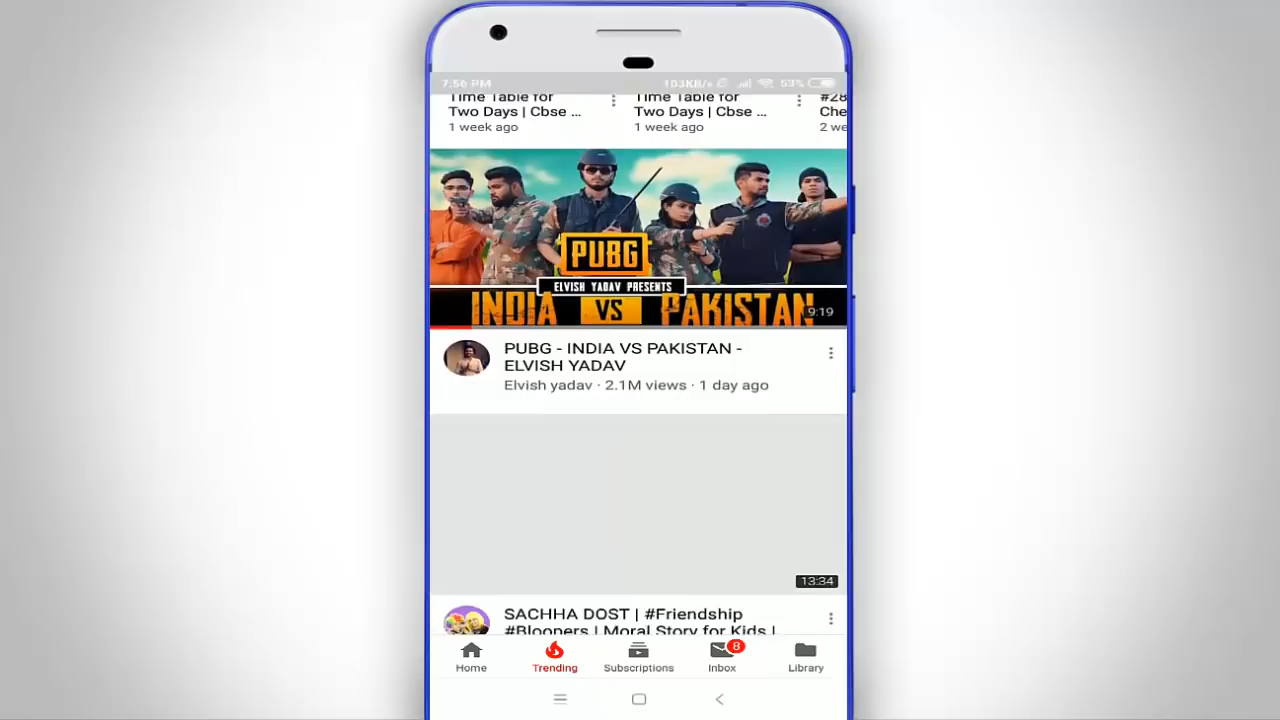 7:56 PM 103KB/s 53%
Time Table for Time Table for #28
Two Days | Cbse ... Two Days | Cbse ... Che
1 week ago 1 week ago 2 we
PUBG
ELVISH YADAV PRESENTS
INDIA VS PAKISTAN
9:19
PUBG - INDIA VS PAKISTAN -
ELVISH YADAV
Elvish yadav · 2.1M views · 1 day ago
13:34
SACHHA DOST | #Friendship
#Bloopers | Moral Story for Kids |
8
Home Trending Subscriptions Inbox Library